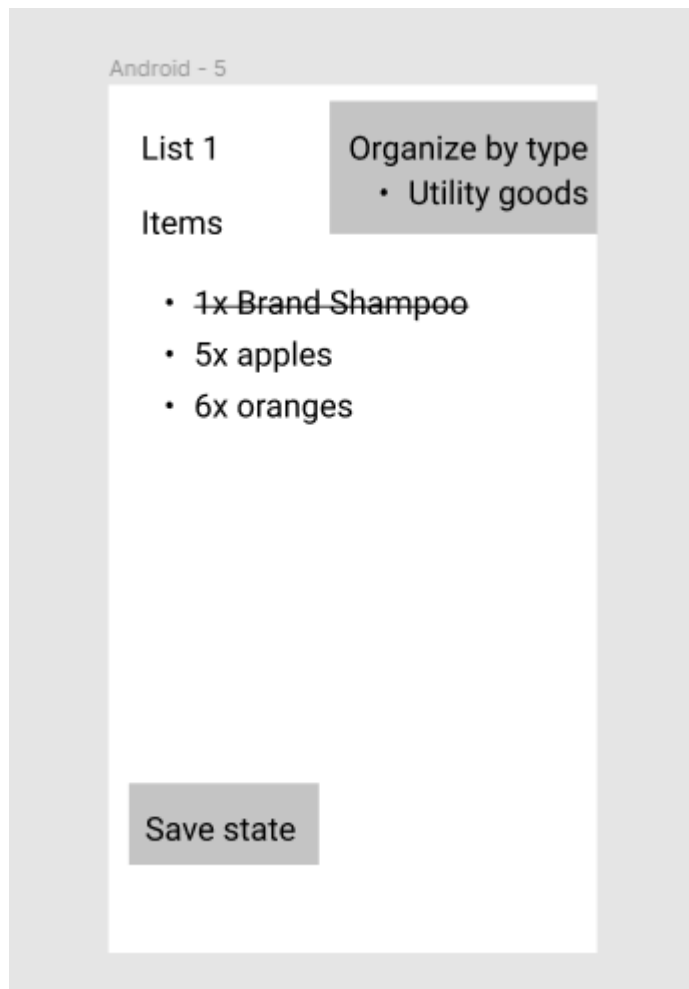 Android - 5
List 1
Organize by type
• Utility goods
Items
• 1x Brand Shampoo
• 5x apples
• 6x oranges
Save state